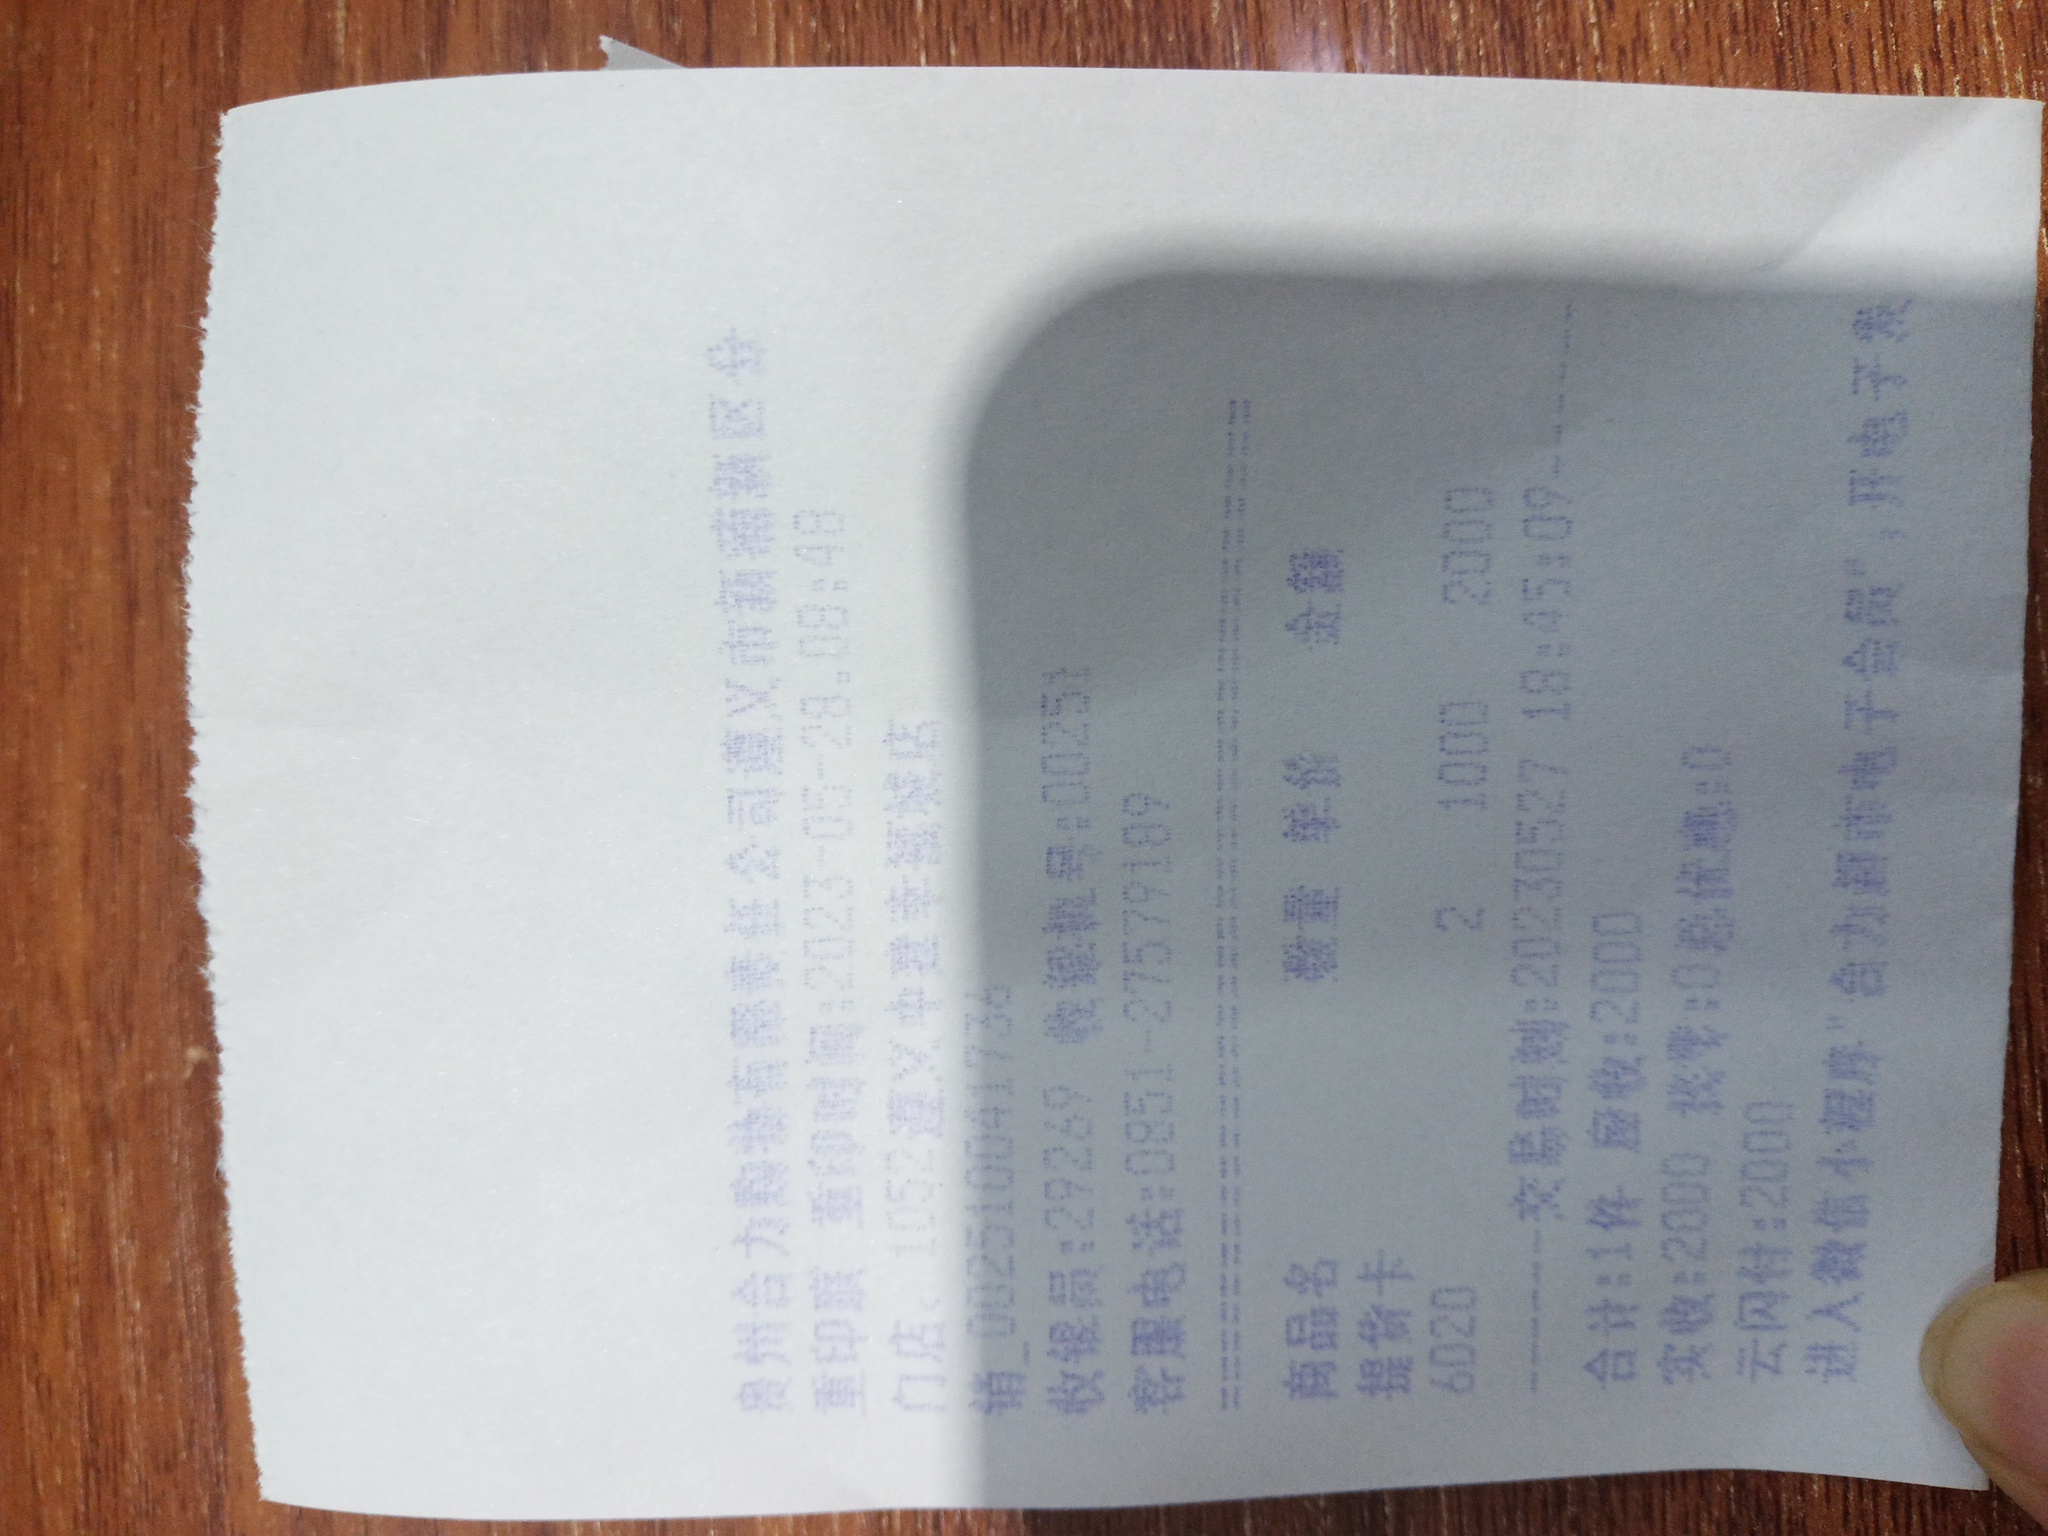 贵州合力购物有限责任公司遵义市新蒲新区分
重印票 重印时间:2023-05-28.08:48
门店:1052遵义中建幸福城店
销_002510041736
收银员:29269 收银机号:00251
客服电话:0851-27579189
==============================
商品名 数量 单价 金额
提货卡
6020 2 1000 2000
-------交易时刻:20230527 18:45:09-------
合计:1件 应收:2000
实收:2000 找零:0总优惠:0
云闪付:2000
进入微信小程序"合力超市电子会员",开电子发